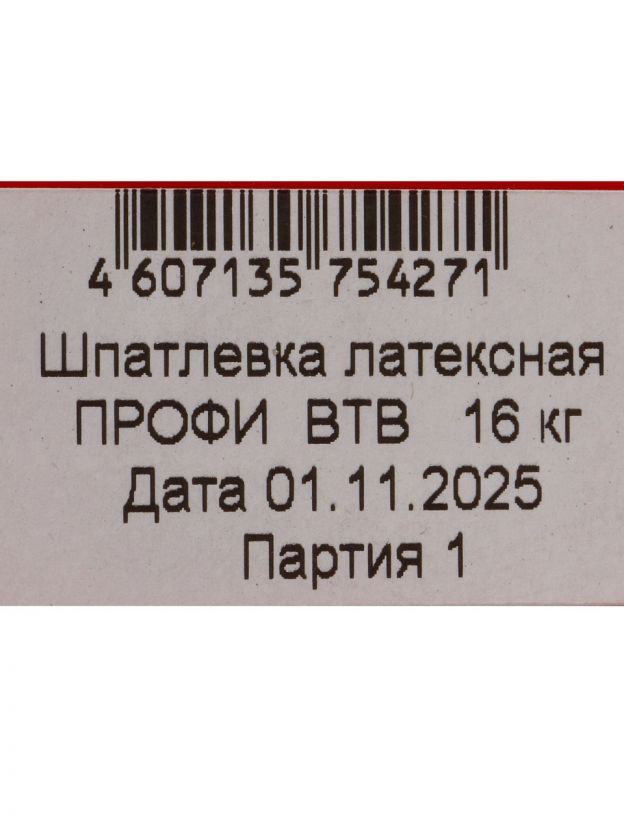 4 607135 754271
Шпатлевка латексная
ПРОФИ ВТВ 16 кг
Дата 01.11.2025
Партия 1